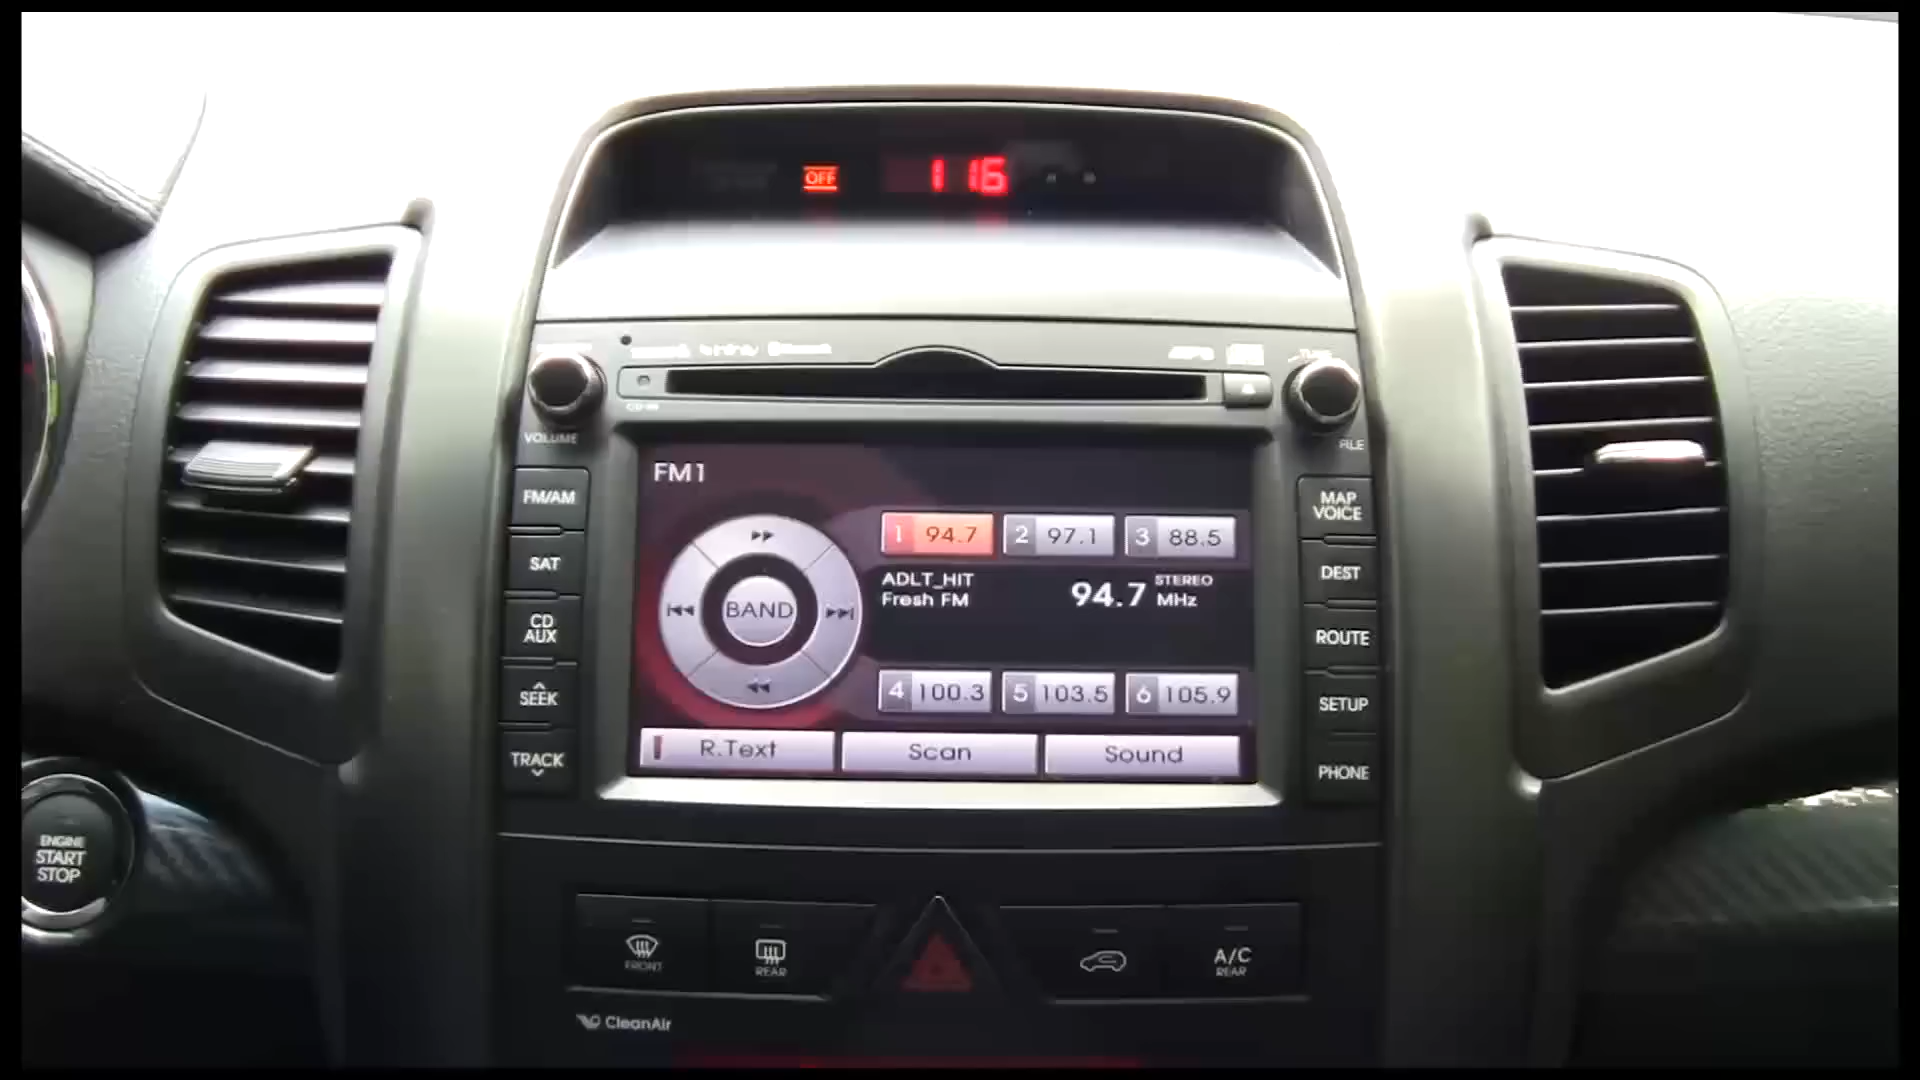 OFF
1 16
TUNE
VOLUME
FILE
FM/AM
SAT
CD
AUX
SEEK
TRACK
FM1
1 94.7
2 97.1
3 88.5
ADLT_HIT
Fresh FM
94.7 STEREO
MHz
BAND
4 100.3
5 103.5
6 105.9
R.Text
Scan
Sound
MAP
VOICE
DEST
ROUTE
SETUP
PHONE
ENGINE
START
STOP
FRONT
REAR
A/C
REAR
CleanAir